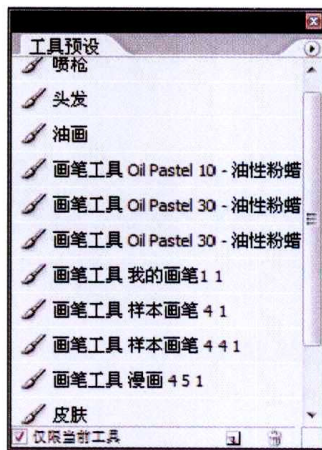 工具预设
喷枪
头发
油画
画笔工具 Oil Pastel 10 - 油性粉蜡
画笔工具 Oil Pastel 30 - 油性粉蜡
画笔工具 Oil Pastel 30 - 油性粉蜡
画笔工具 我的画笔1 1
画笔工具 样本画笔 4 1
画笔工具 样本画笔 4 4 1
画笔工具 漫画 4 5 1
皮肤
仅限当前工具